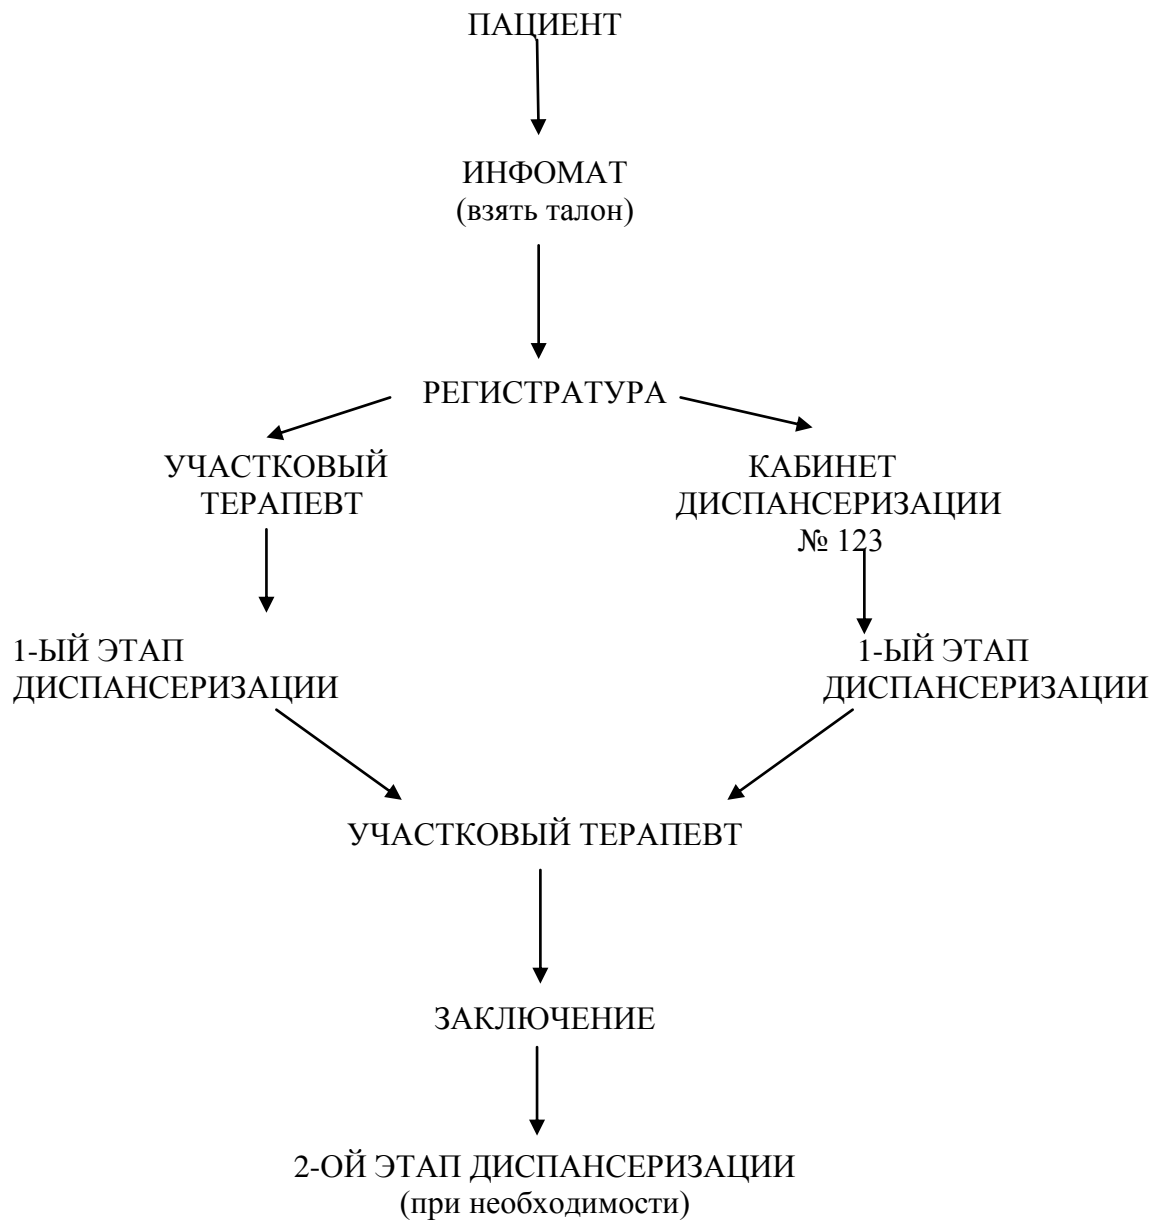 ПАЦИЕНТ
ИНФОМАТ
(взять талон)
РЕГИСТРАТУРА
УЧАСТКОВЫЙ
ТЕРАПЕВТ
КАБИНЕТ
ДИСПАНСЕРИЗАЦИИ
№ 123
1-ЫЙ ЭТАП
ДИСПАНСЕРИЗАЦИИ
1-ЫЙ ЭТАП
ДИСПАНСЕРИЗАЦИИ
УЧАСТКОВЫЙ ТЕРАПЕВТ
ЗАКЛЮЧЕНИЕ
2-ОЙ ЭТАП ДИСПАНСЕРИЗАЦИИ
(при необходимости)